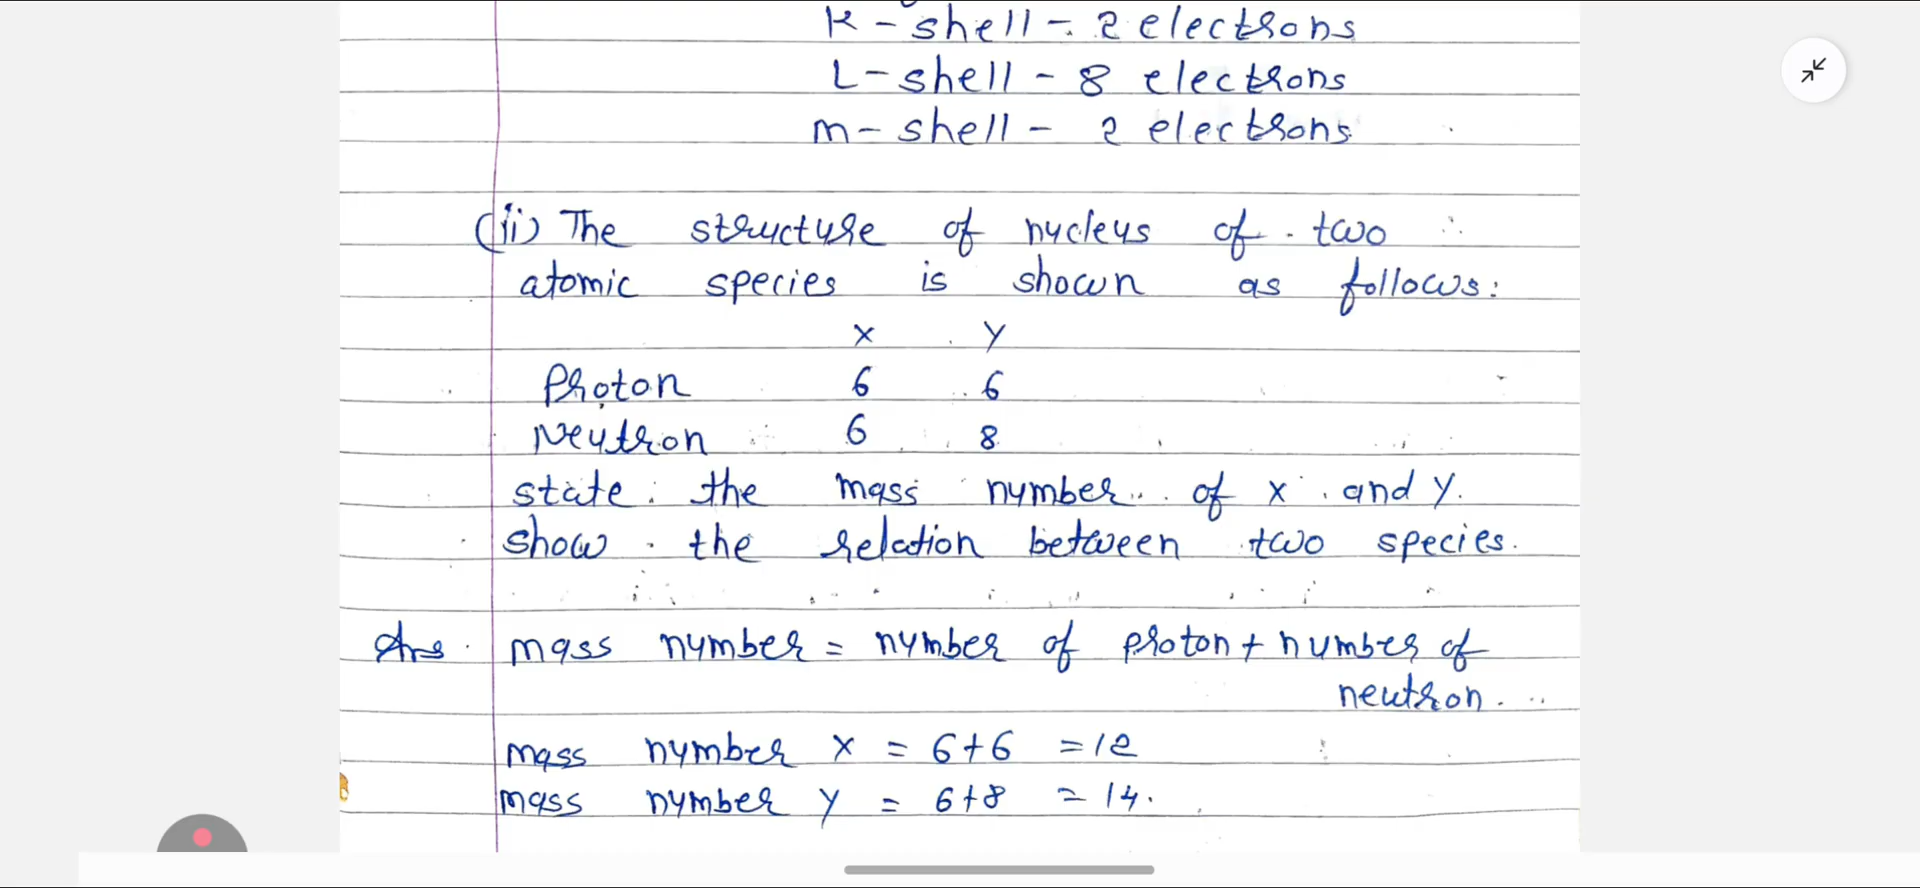 K - shell - 2 electrons
L - shell - 8 electrons
m - shell - 2 electrons
(ii) The structure of nucleus of two
atomic species is shown as follows:
X Y
Proton 6 6
Neutron 6 8
state the mass number of x and y.
show the relation between two species.
Ans. mass number = number of proton + number of
neutron.
mass number X = 6+6 = 12
mass number Y = 6+8 = 14.